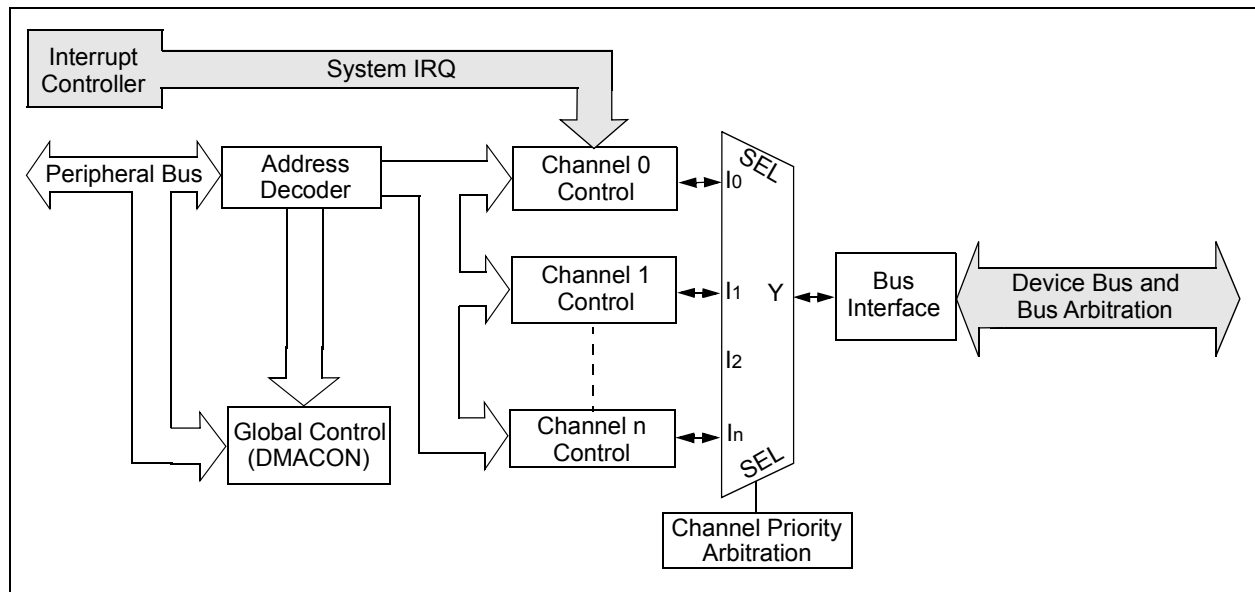 Interrupt
Controller
System IRQ
Peripheral Bus
Address
Decoder
Channel 0
Control
I0
SEL
Channel 1
Control
I1
Y
Bus
Interface
Device Bus and
Bus Arbitration
I2
Global Control
(DMACON)
Channel n
Control
In
SEL
Channel Priority
Arbitration